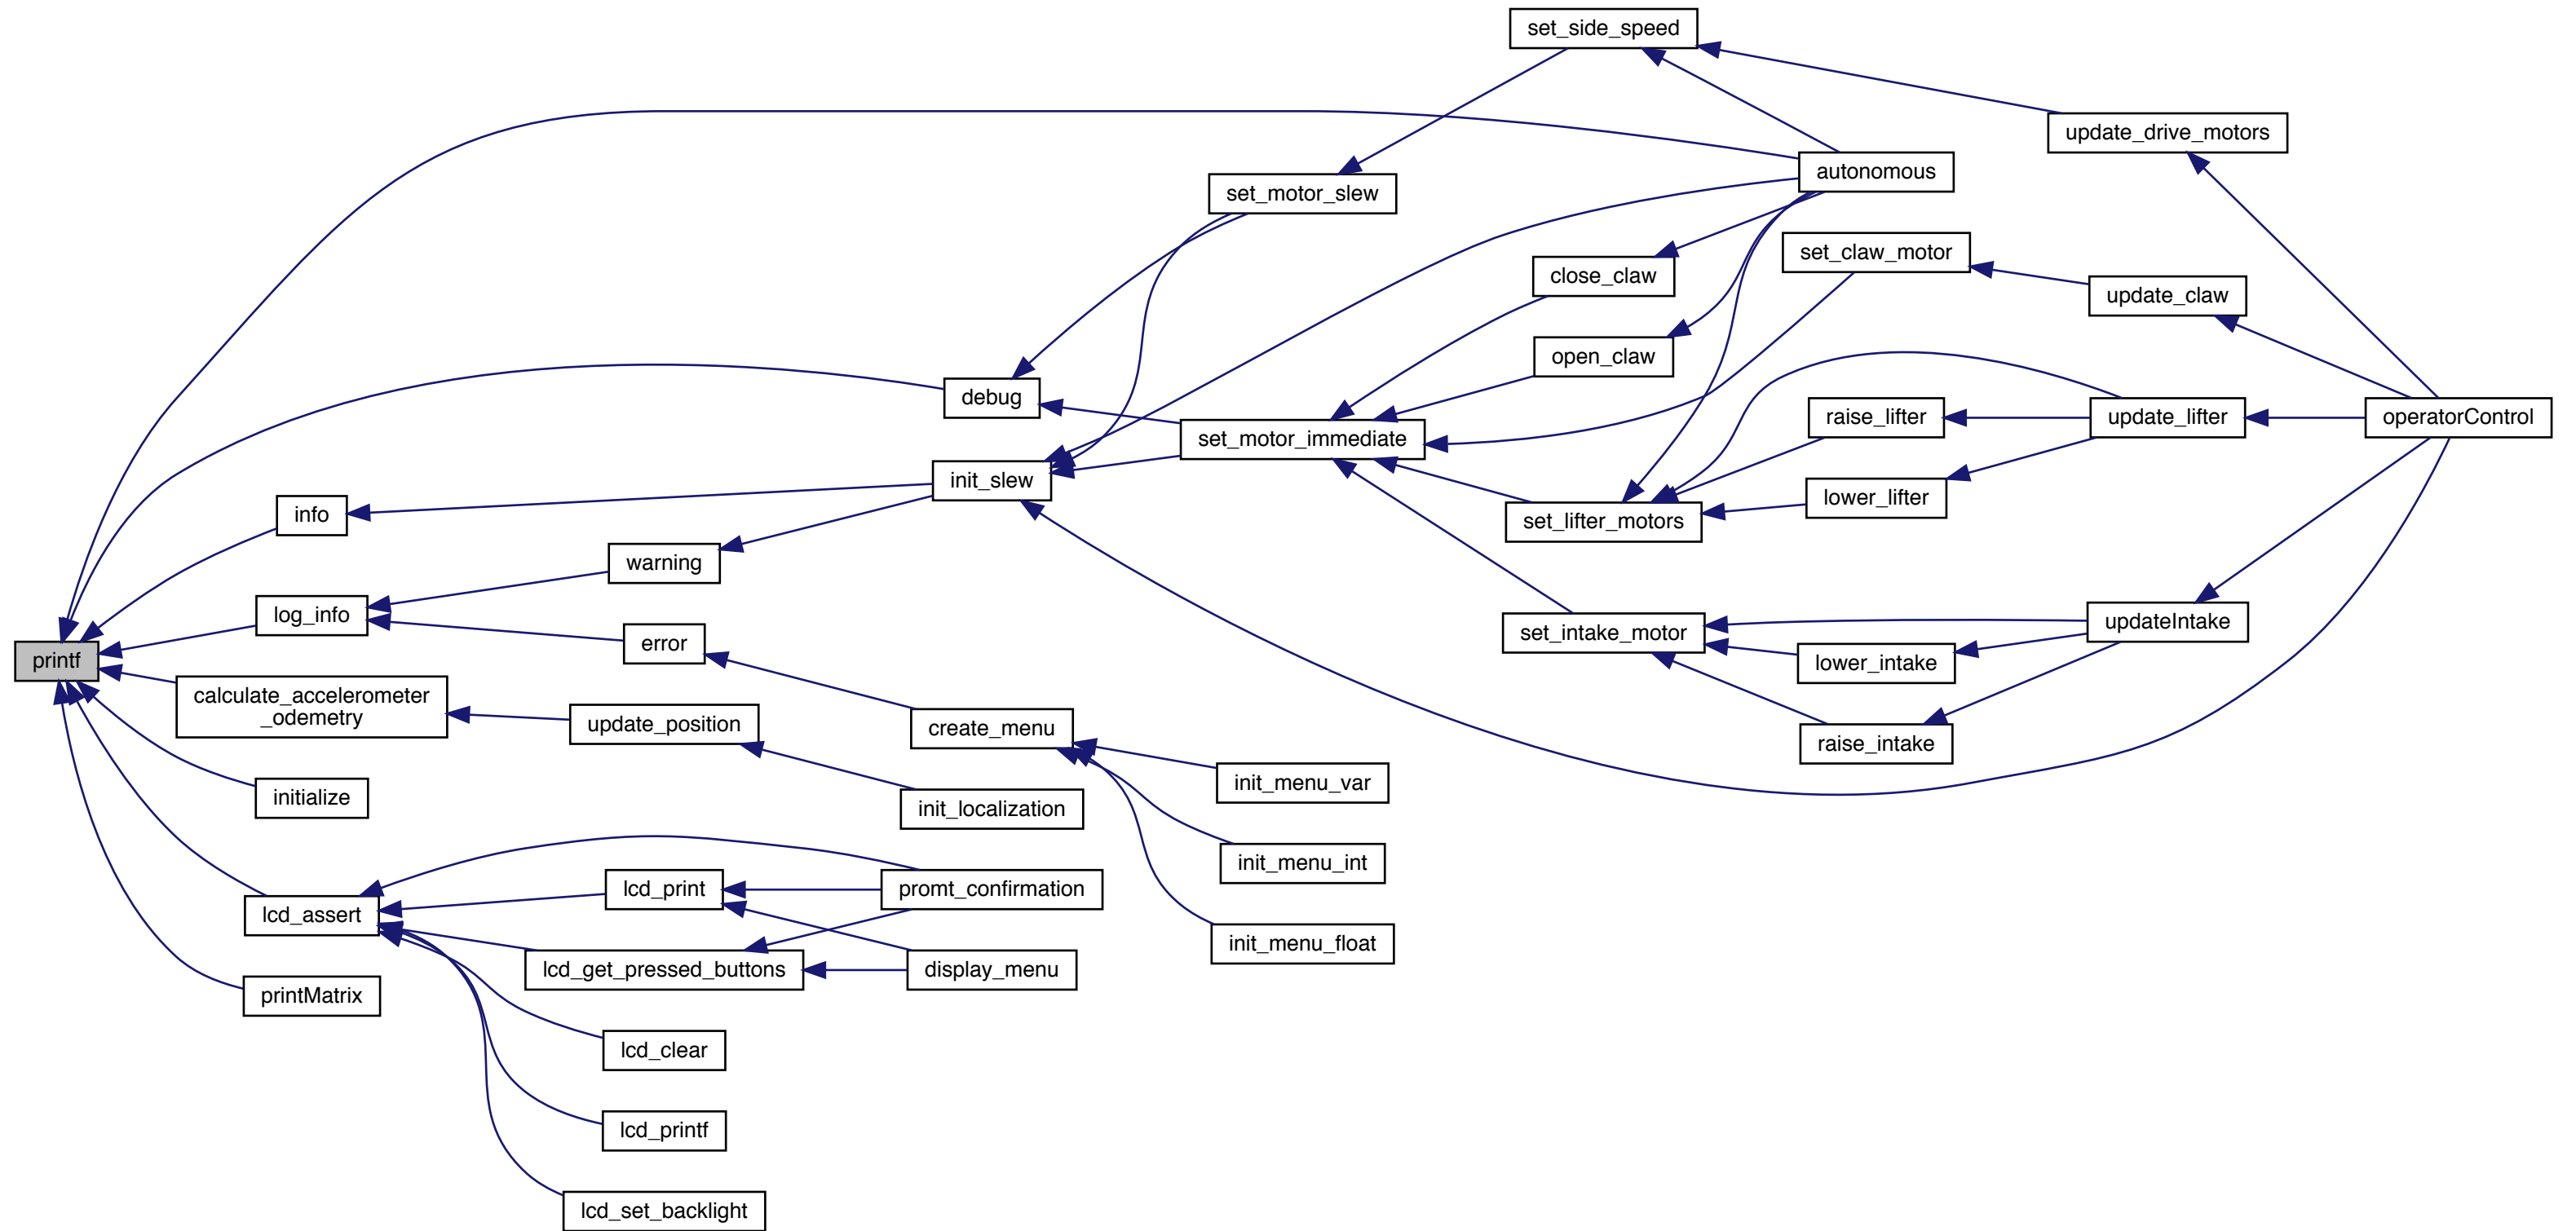 set_side_speed
update_drive_motors
autonomous
set_motor_slew
set_claw_motor
close_claw
update_claw
open_claw
debug
raise_lifter
update_lifter
operatorControl
set_motor_immediate
init_slew
lower_lifter
info
set_lifter_motors
warning
log_info
updateIntake
error
set_intake_motor
printf
lower_intake
calculate_accelerometer
_odemetry
update_position
create_menu
raise_intake
init_menu_var
initialize
init_localization
init_menu_int
lcd_print
promt_confirmation
lcd_assert
init_menu_float
lcd_get_pressed_buttons
display_menu
printMatrix
lcd_clear
lcd_printf
lcd_set_backlight